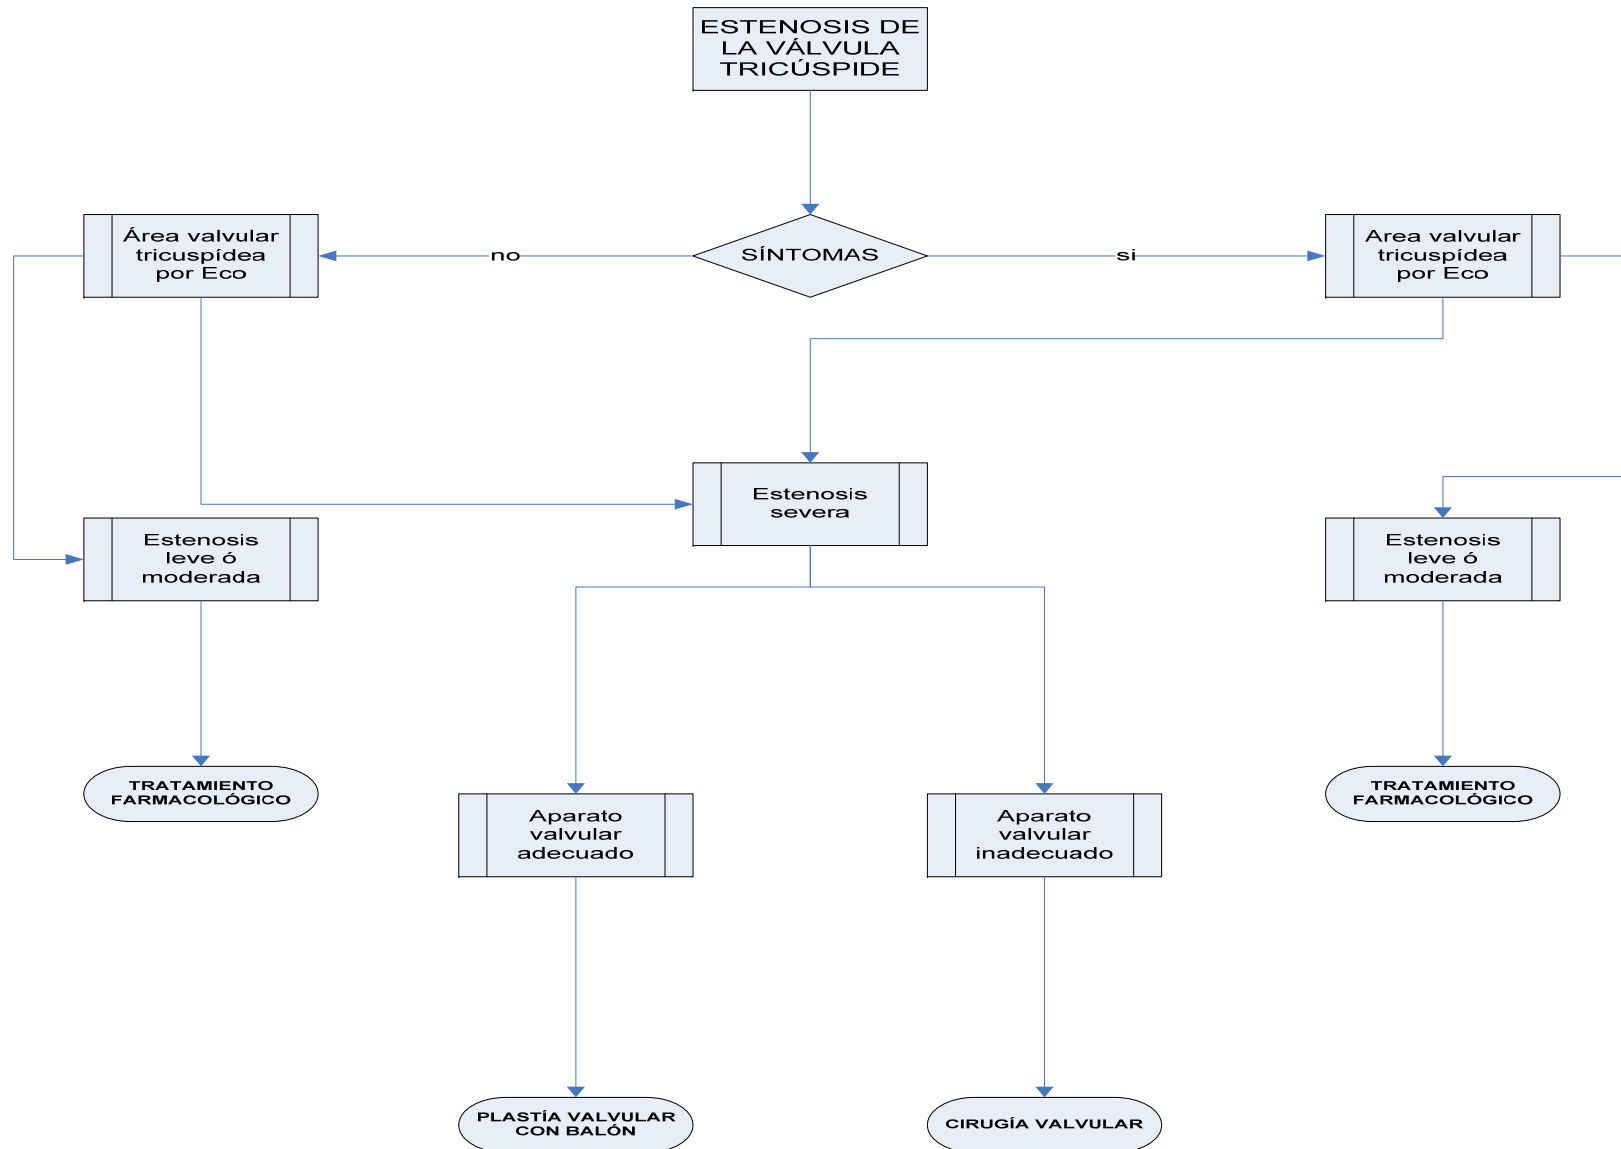 ESTENOSIS DE
LA VÁLVULA
TRICÚSPIDE
Área valvular
tricuspídea
por Eco
no
SÍNTOMAS
si
Area valvular
tricuspídea
por Eco
Estenosis
severa
Estenosis
leve ó
moderada
Estenosis
leve ó
moderada
TRATAMIENTO
FARMACOLÓGICO
Aparato
valvular
adecuado
Aparato
valvular
inadecuado
TRATAMIENTO
FARMACOLÓGICO
PLASTÍA VALVULAR
CON BALÓN
CIRUGÍA VALVULAR